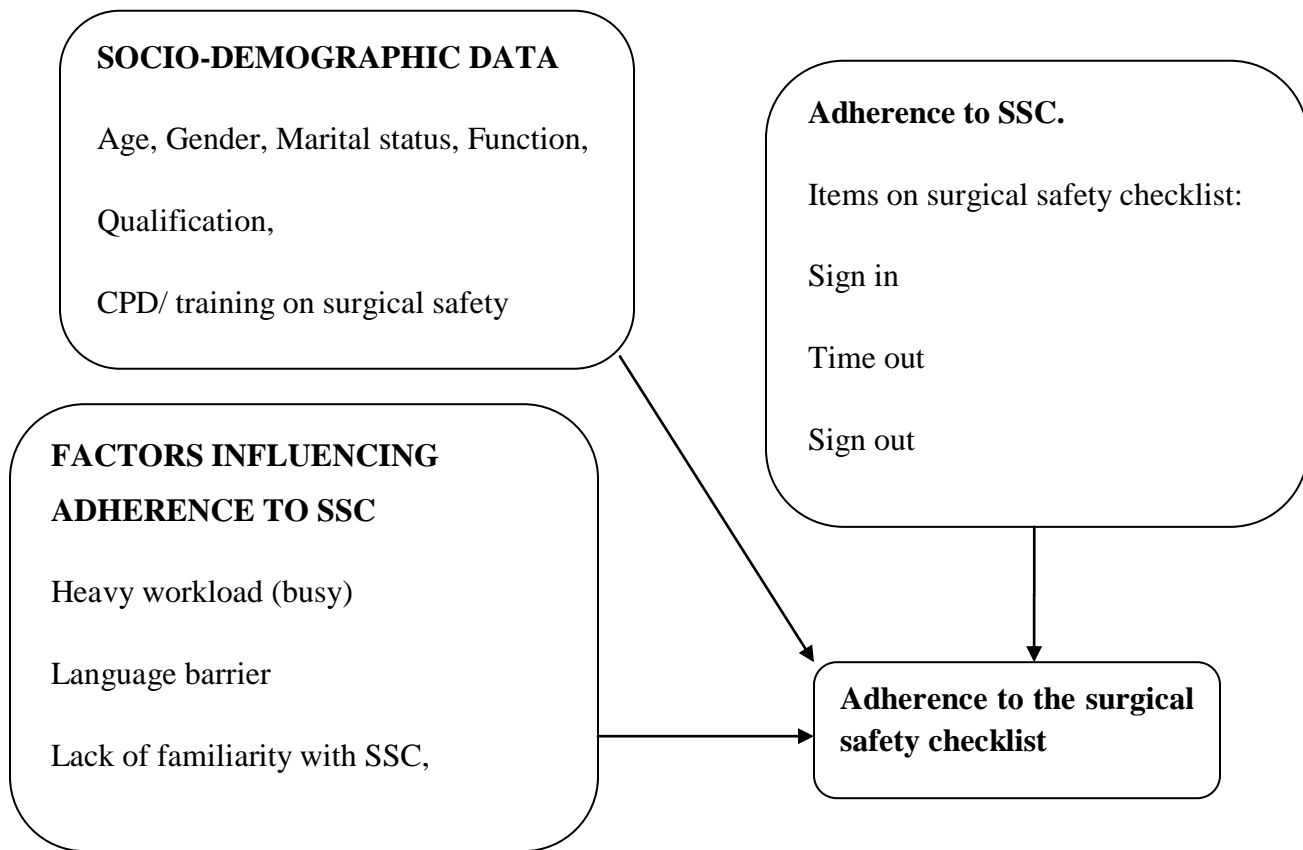 SOCIO-DEMOGRAPHIC DATA
Age, Gender, Marital status, Function,
Qualification,
CPD/ training on surgical safety
Adherence to SSC.
Items on surgical safety checklist:
Sign in
Time out
Sign out
FACTORS INFLUENCING
ADHERENCE TO SSC
Heavy workload (busy)
Language barrier
Lack of familiarity with SSC,
Adherence to the surgical
safety checklist